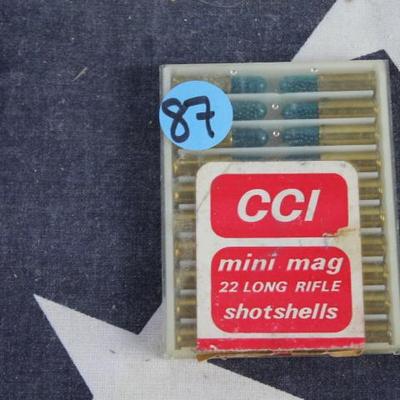 87
CCI
mini mag
22 LONG RIFLE
shotshells